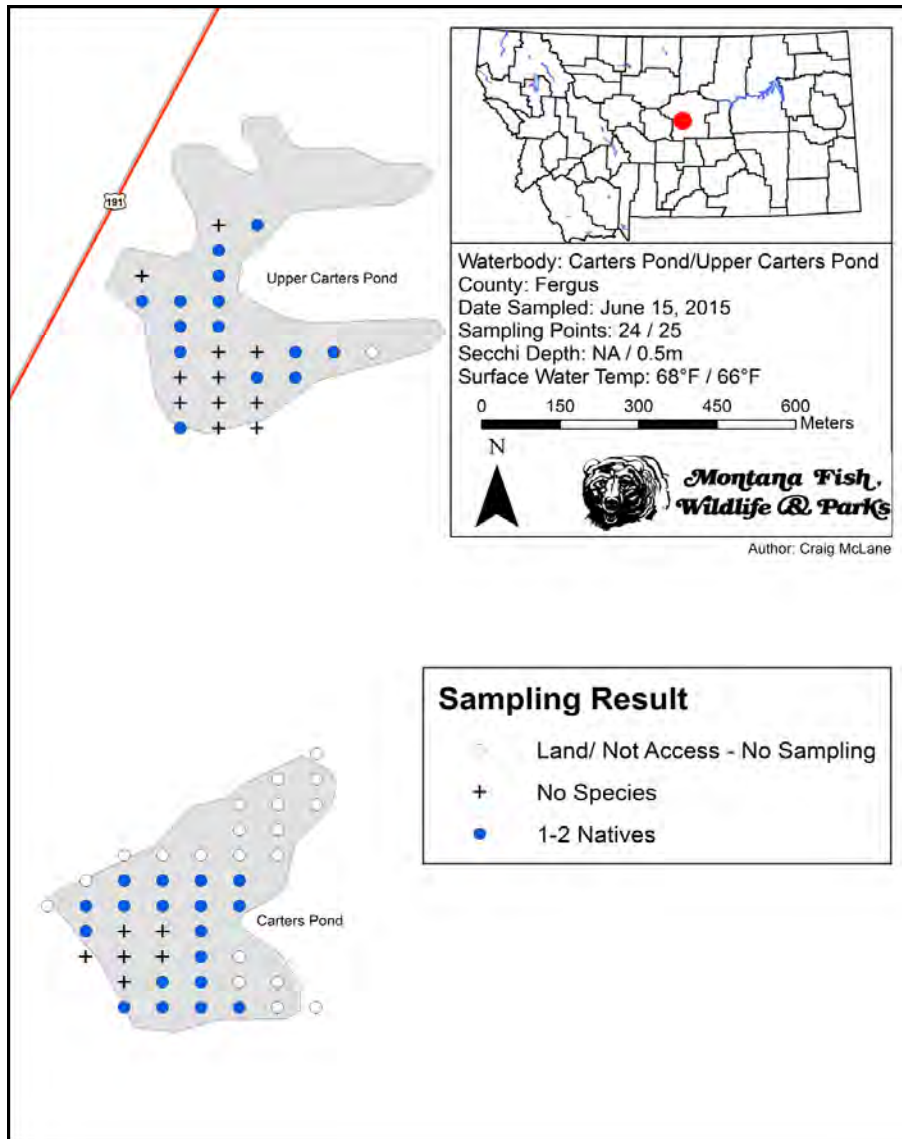 191
Upper Carters Pond
Waterbody: Carters Pond/Upper Carters Pond
County: Fergus
Date Sampled: June 15, 2015
Sampling Points: 24 / 25
Secchi Depth: NA / 0.5m
Surface Water Temp: 68°F / 66°F
0 150 300 450 600
Meters
N
Montana Fish,
Wildlife & Parks
Author: Craig McLane
Sampling Result
Land/ Not Access - No Sampling
No Species
1-2 Natives
Carters Pond